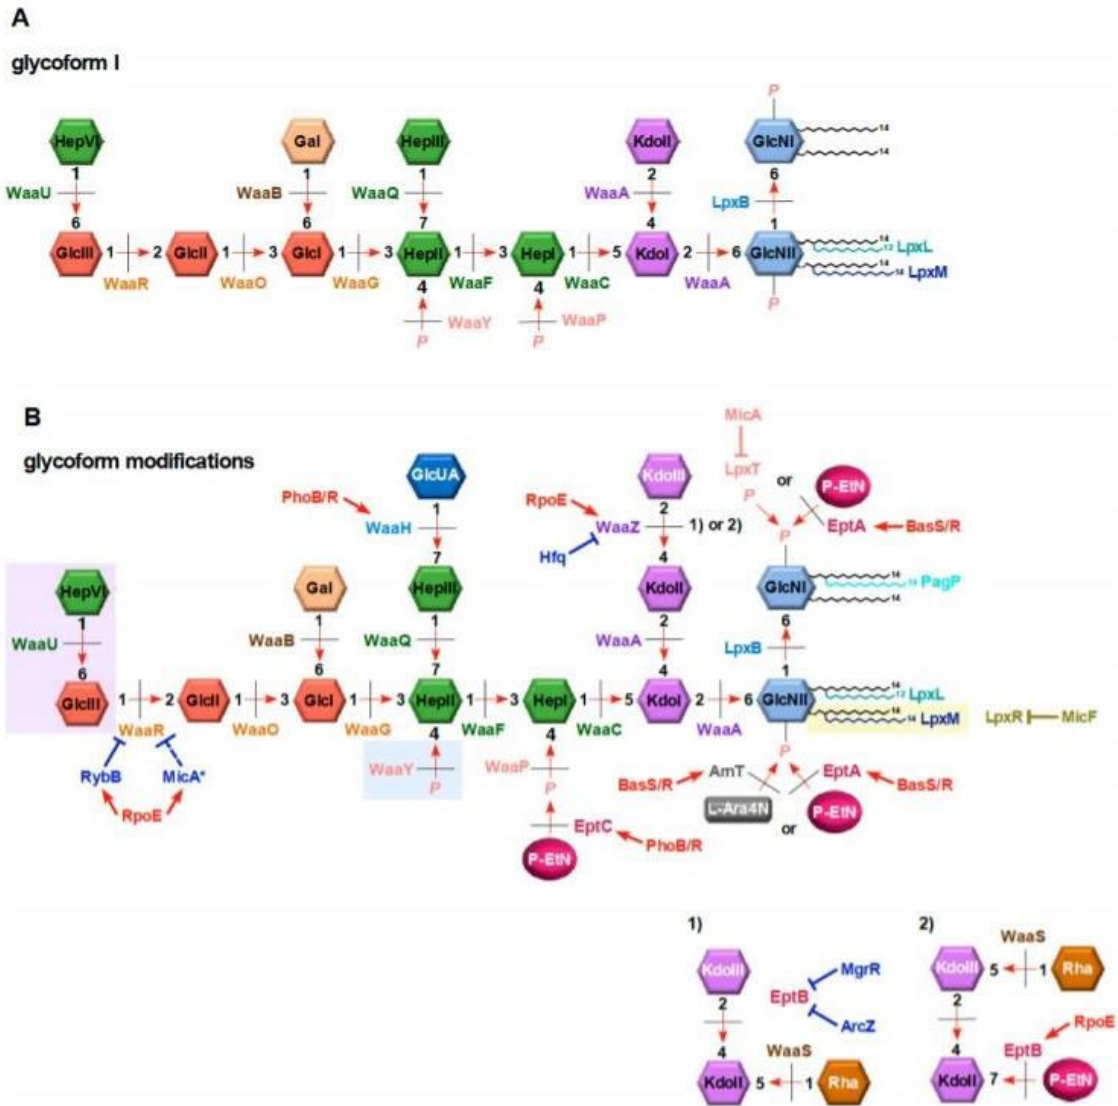 A
glycoform I
P
HepVI Gal HepIII KdoII GlcNI 14 14
1 1 1 2 6
WaaU WaaB WaaQ WaaA LpxB
6 6 7 4 1
GlcIII 1 2 GlcII 1 3 GlcI 1 3 HepII 1 3 HepI 1 5 KdoI 2 6 GlcNII 14 12 LpxL 14 14 LpxM
WaaR WaaO WaaG WaaF WaaC WaaA
4 4 P
WaaY WaaP
P P
B
glycoform modifications
MicA
LpxT or P-EtN
P
EptA BasS/R
P
GlcUA KdoIII
PhoB/R 1 RpoE 2
WaaH WaaZ 1) or 2)
Hfq
7 4
HepVI Gal HepIII KdoII GlcNI 14 PagP 14
1 1 1 2 6
WaaU WaaB WaaQ WaaA LpxB
6 6 7 4 1
GlcIII 1 2 GlcII 1 3 GlcI 1 3 HepII 1 3 HepI 1 5 KdoI 2 6 GlcNII 14 12 LpxL 14 14 LpxM LpxR MicF
WaaR WaaO WaaG WaaF WaaC WaaA
4 4 P
RybB MicA* WaaY WaaP BasS/R ArnT EptA BasS/R
P P
RpoE L-Ara4N or P-EtN
EptC
PhoB/R
P-EtN
1) 2)
WaaS
KdoIII MgrR KdoIII 5 1 Rha
2 EptB 2
ArcZ RpoE
4 WaaS 4 EptB
KdoII 5 1 Rha KdoII 7 P-EtN